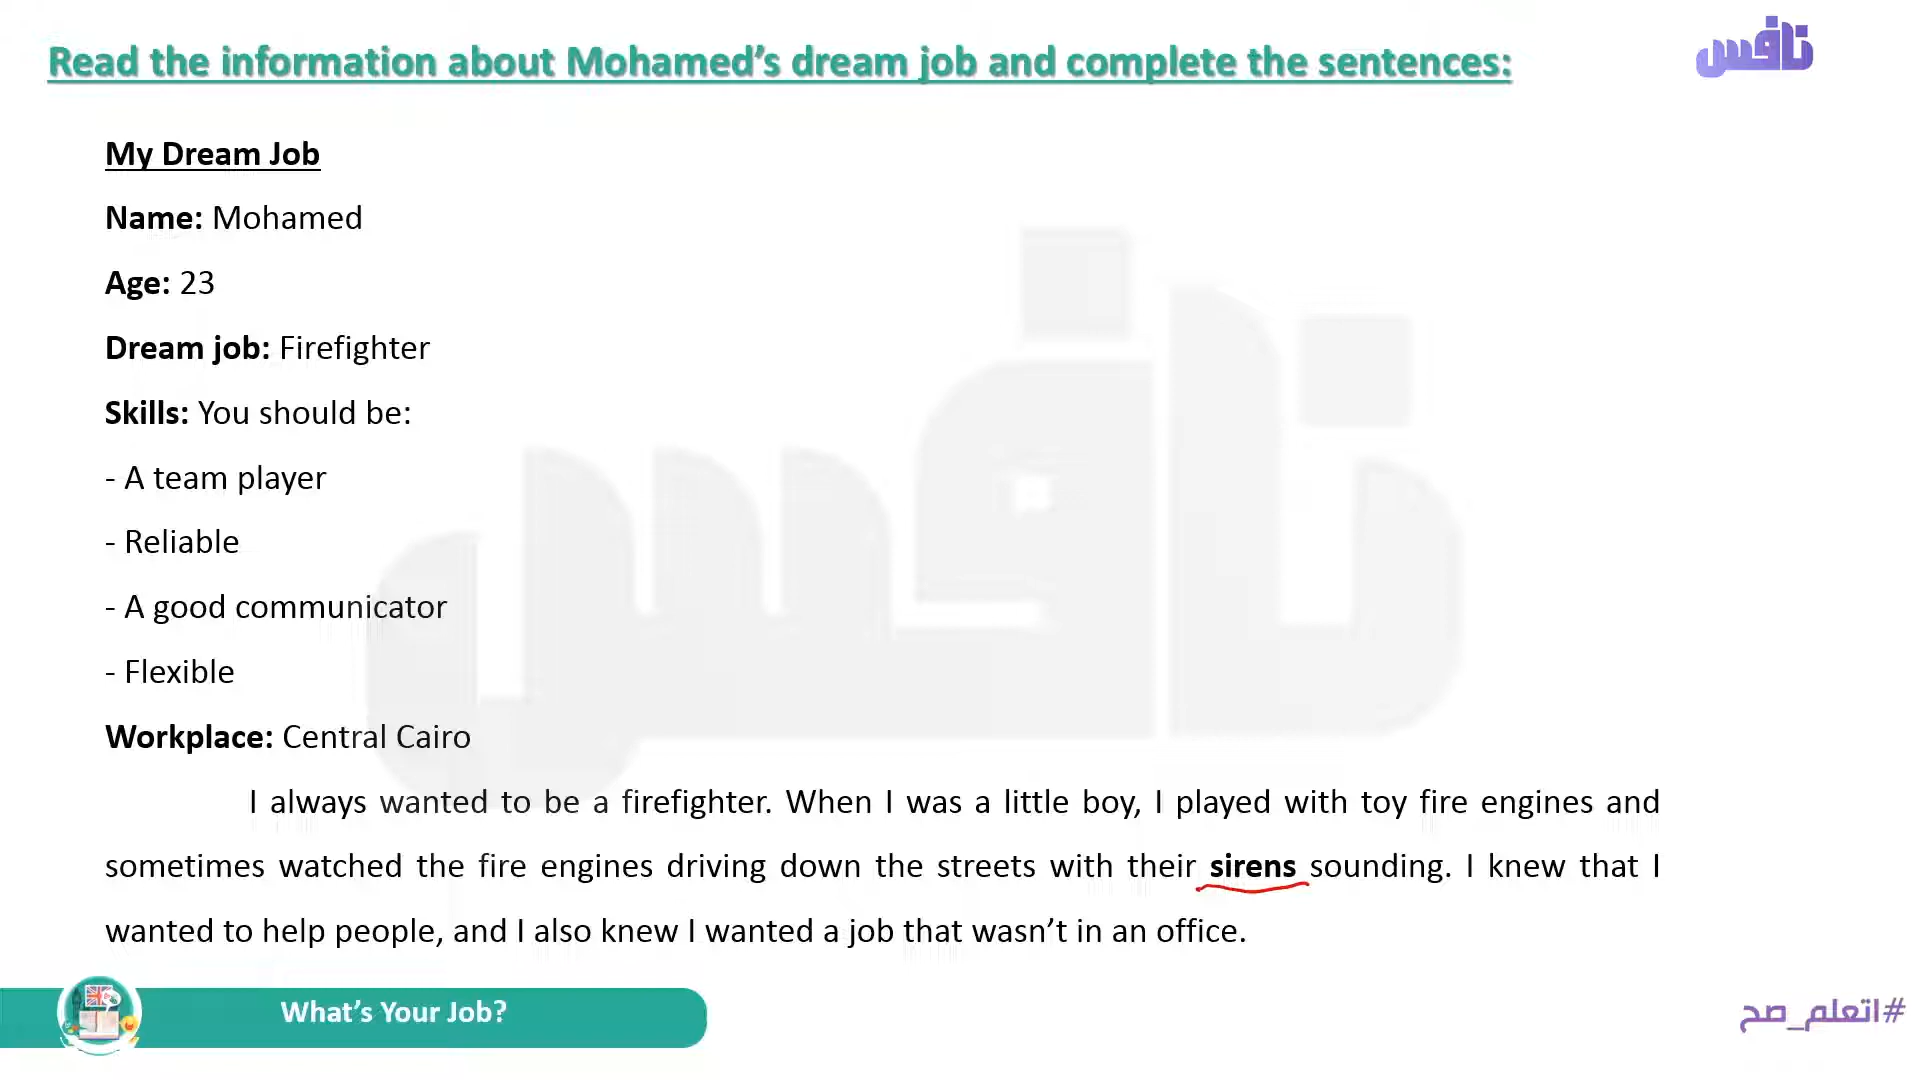 Read the information about Mohamed's dream job and complete the sentences:
نافس
My Dream Job
Name: Mohamed
Age: 23
Dream job: Firefighter
Skills: You should be:
- A team player
- Reliable
- A good communicator
- Flexible
Workplace: Central Cairo
I always wanted to be a firefighter. When I was a little boy, I played with toy fire engines and
sometimes watched the fire engines driving down the streets with their sirens sounding. I knew that I
wanted to help people, and I also knew I wanted a job that wasn't in an office.
What's Your Job?
#اتعلم_صح